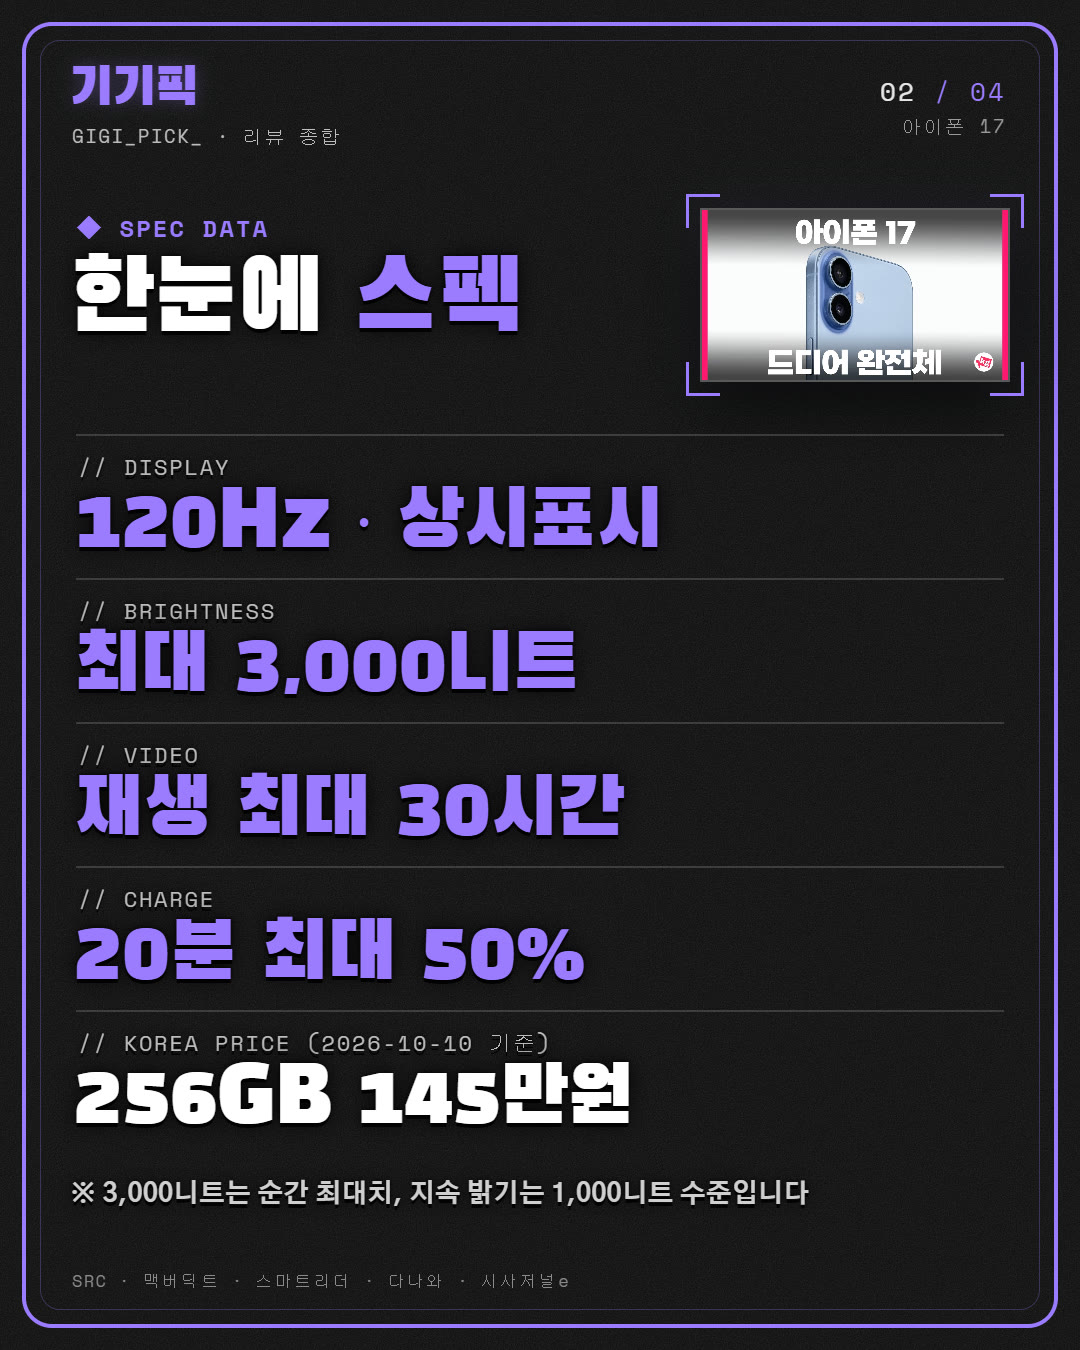 기기픽
GIGI_PICK_ · 리뷰 종합
02 / 04
아이폰 17
◆ SPEC DATA
한눈에 스펙
아이폰 17
드디어 완전체
// DISPLAY
120Hz · 상시표시
// BRIGHTNESS
최대 3,000니트
// VIDEO
재생 최대 30시간
// CHARGE
20분 최대 50%
// KOREA PRICE (2026-10-10 기준)
256GB 145만원
※ 3,000니트는 순간 최대치, 지속 밝기는 1,000니트 수준입니다
SRC · 맥버딕트 · 스마트리더 · 다나와 · 시사저널e